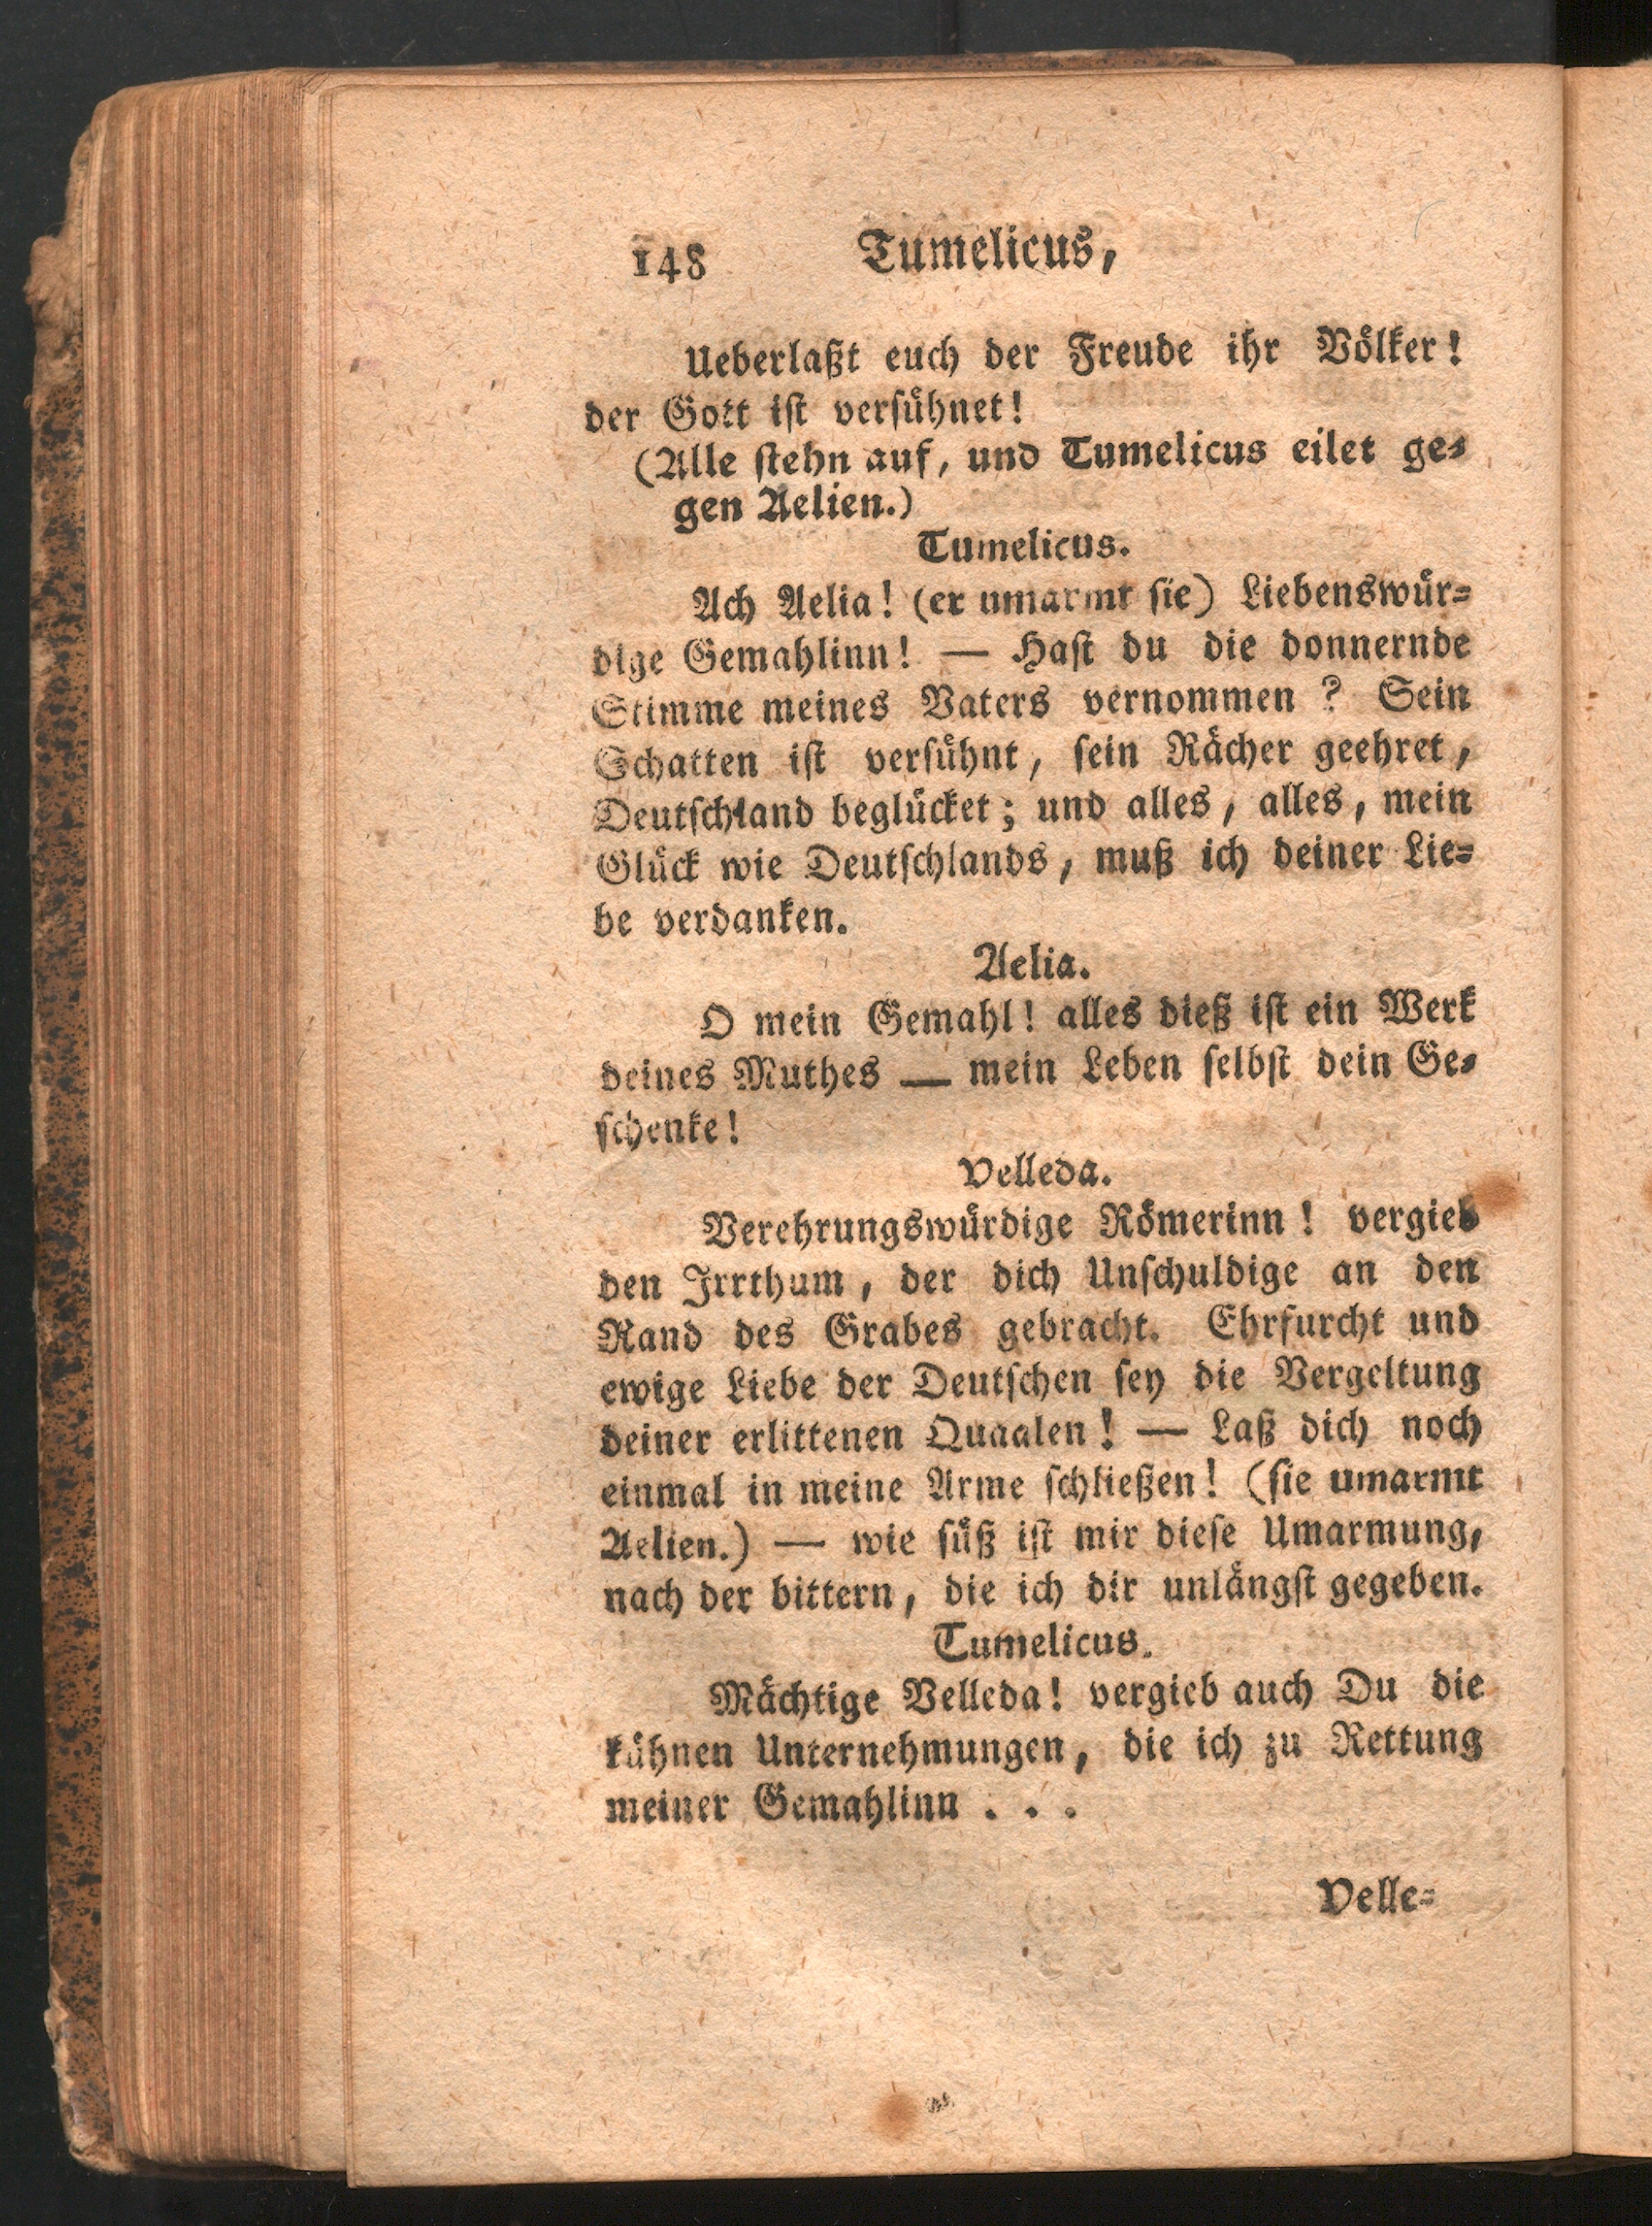 148 Tumelicus,
Ueberlaßt euch der Freude ihr Völker!
der Gott ist versühnet!
(Alle stehn auf, und Tumelicus eilet ge-
gen Aelien.)
Tumelicus.
Ach Aelia! (er umarmt sie) Liebenswür-
dige Gemahlinn! — Hast du die donnernde
Stimme meines Vaters vernommen? Sein
Schatten ist versühnt, sein Rächer geehret,
Deutschland beglücket; und alles, alles, mein
Glück wie Deutschlands, muß ich deiner Lie-
be verdanken.
Aelia.
O mein Gemahl! alles dieß ist ein Werk
deines Muthes — mein Leben selbst dein Ge-
schenke!
Velleda.
Verehrungswürdige Römerinn! vergieb
den Irrthum, der dich Unschuldige an den
Rand des Grabes gebracht. Ehrfurcht und
ewige Liebe der Deutschen sey die Vergeltung
deiner erlittenen Quaalen! — Laß dich noch
einmal in meine Arme schließen! (sie umarmt
Aelien.) — wie süß ist mir diese Umarmung,
nach der bittern, die ich dir unlängst gegeben.
Tumelicus.
Mächtige Velleda! vergieb auch Du die
kühnen Unternehmungen, die ich zu Rettung
meiner Gemahlinn . . .
Velle-